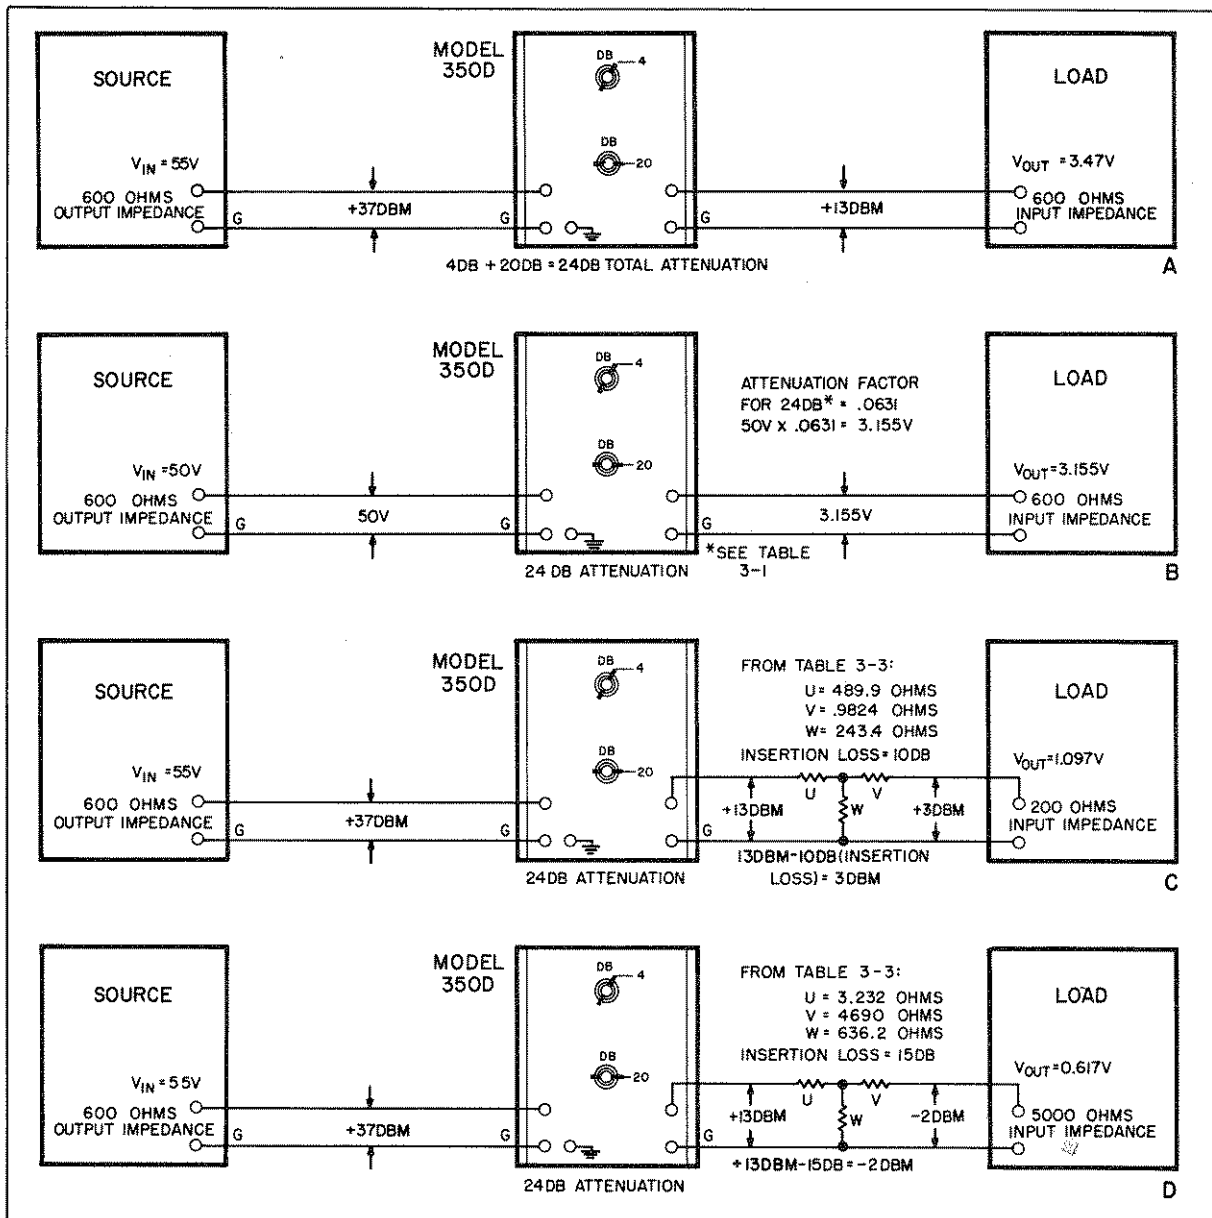 SOURCE
MODEL
350D
DB
4
DB
20
LOAD
V_IN = 55V
600 OHMS
OUTPUT IMPEDANCE
G
+37DBM
G
+13DBM
V_OUT = 3.47V
600 OHMS
INPUT IMPEDANCE
4DB + 20DB = 24DB TOTAL ATTENUATION
A
SOURCE
MODEL
350D
DB
4
DB
20
ATTENUATION FACTOR
FOR 24DB* = .0631
50V x .0631 = 3.155V
LOAD
V_IN = 50V
600 OHMS
OUTPUT IMPEDANCE
G
50V
G
G
3.155V
V_OUT = 3.155V
600 OHMS
INPUT IMPEDANCE
24 DB ATTENUATION
*SEE TABLE
3-1
B
SOURCE
MODEL
350D
DB
4
DB
20
FROM TABLE 3-3:
U = 489.9 OHMS
V = .9824 OHMS
W = 243.4 OHMS
INSERTION LOSS = 10DB
LOAD
V_IN = 55V
600 OHMS
OUTPUT IMPEDANCE
G
+37DBM
G
G
+13DBM
U
V
W
+3DBM
V_OUT = 1.097V
200 OHMS
INPUT IMPEDANCE
24DB ATTENUATION
13DBM-10DB(INSERTION
LOSS) = 3DBM
C
SOURCE
MODEL
350D
DB
4
DB
20
FROM TABLE 3-3:
U = 3.232 OHMS
V = 4690 OHMS
W = 636.2 OHMS
INSERTION LOSS = 15DB
LOAD
V_IN = 55V
600 OHMS
OUTPUT IMPEDANCE
G
+37DBM
G
G
+13DBM
U
V
W
-2DBM
V_OUT = 0.617V
5000 OHMS
INPUT IMPEDANCE
24DB ATTENUATION
+13DBM-15DB = -2DBM
D